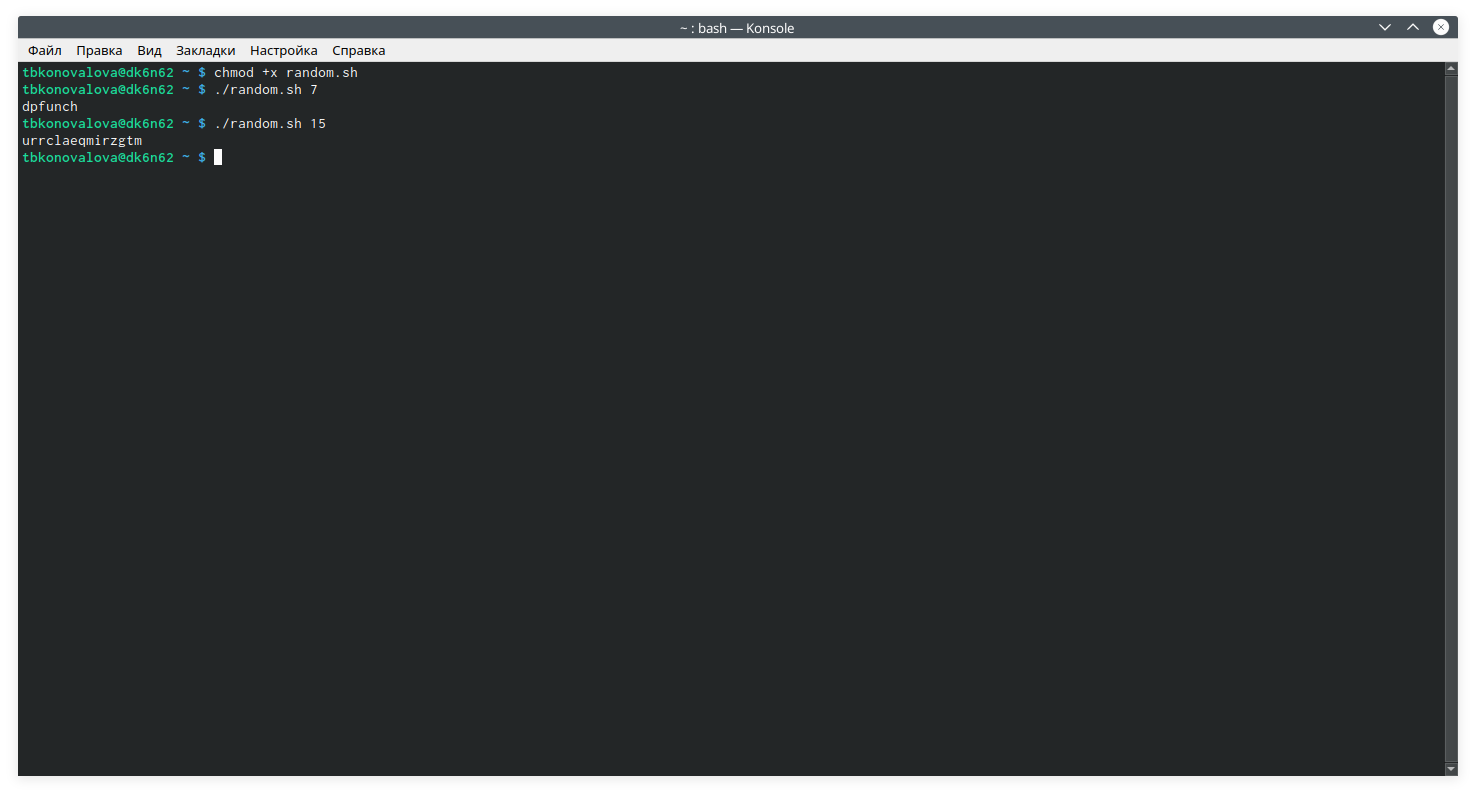 ~ : bash — Konsole
Файл Правка Вид Закладки Настройка Справка
tbkonovalova@dk6n62 ~ $ chmod +x random.sh
tbkonovalova@dk6n62 ~ $ ./random.sh 7
dpfunch
tbkonovalova@dk6n62 ~ $ ./random.sh 15
urrclaeqmirzgtm
tbkonovalova@dk6n62 ~ $